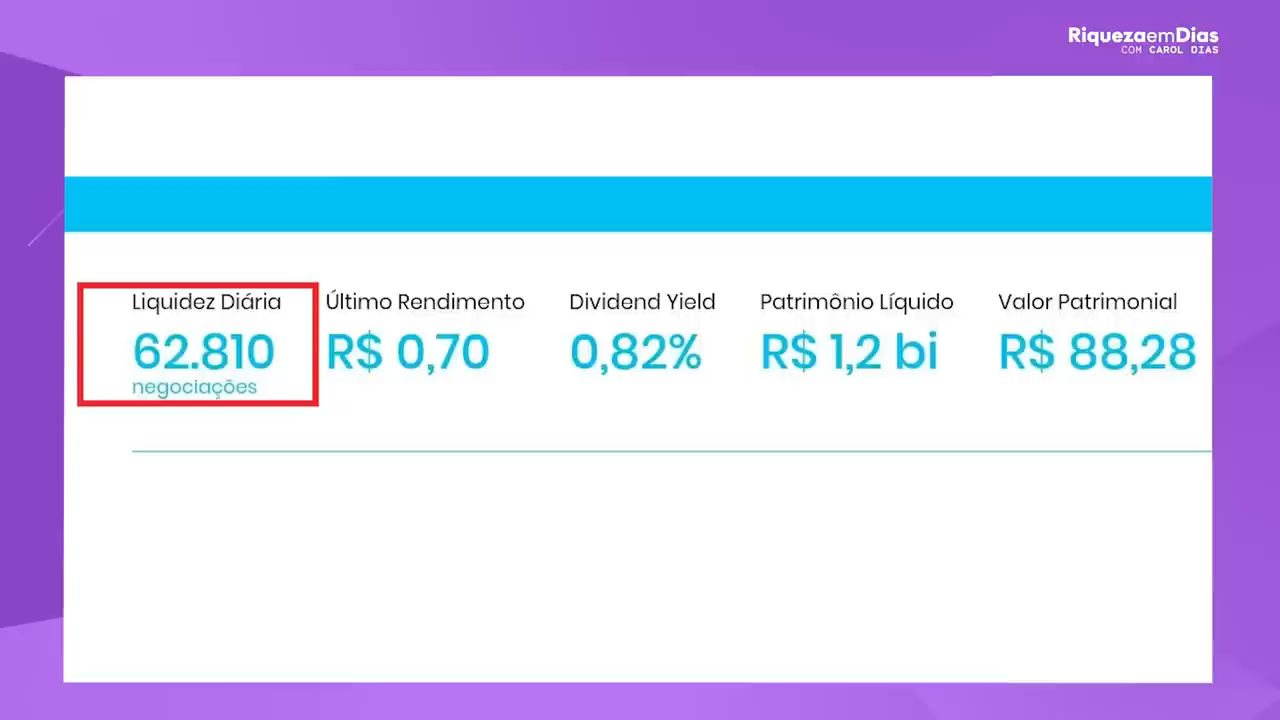 RiquezaemDias
COM CAROL DIAS
Liquidez Diária
62.810
negociações
Último Rendimento
R$ 0,70
Dividend Yield
0,82%
Patrimônio Líquido
R$ 1,2 bi
Valor Patrimonial
R$ 88,28